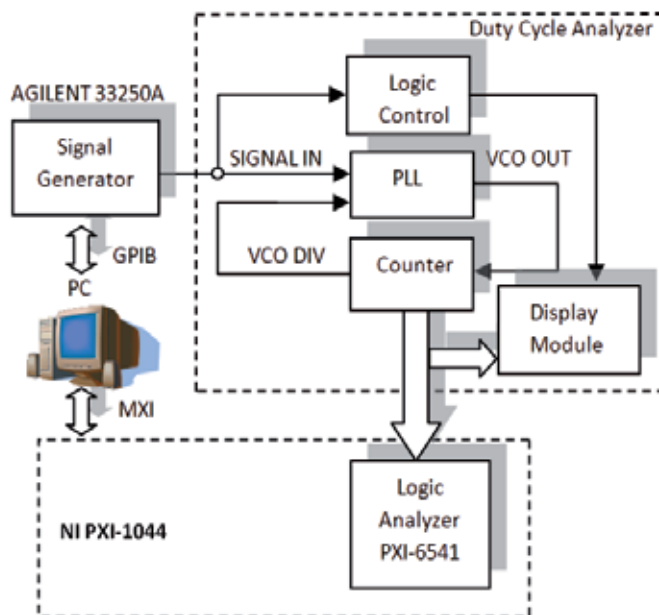 Duty Cycle Analyzer
AGILENT 33250A
Signal
Generator
Logic
Control
SIGNAL IN
PLL
VCO OUT
GPIB
PC
VCO DIV
Counter
Display
Module
MXI
NI PXI-1044
Logic
Analyzer
PXI-6541